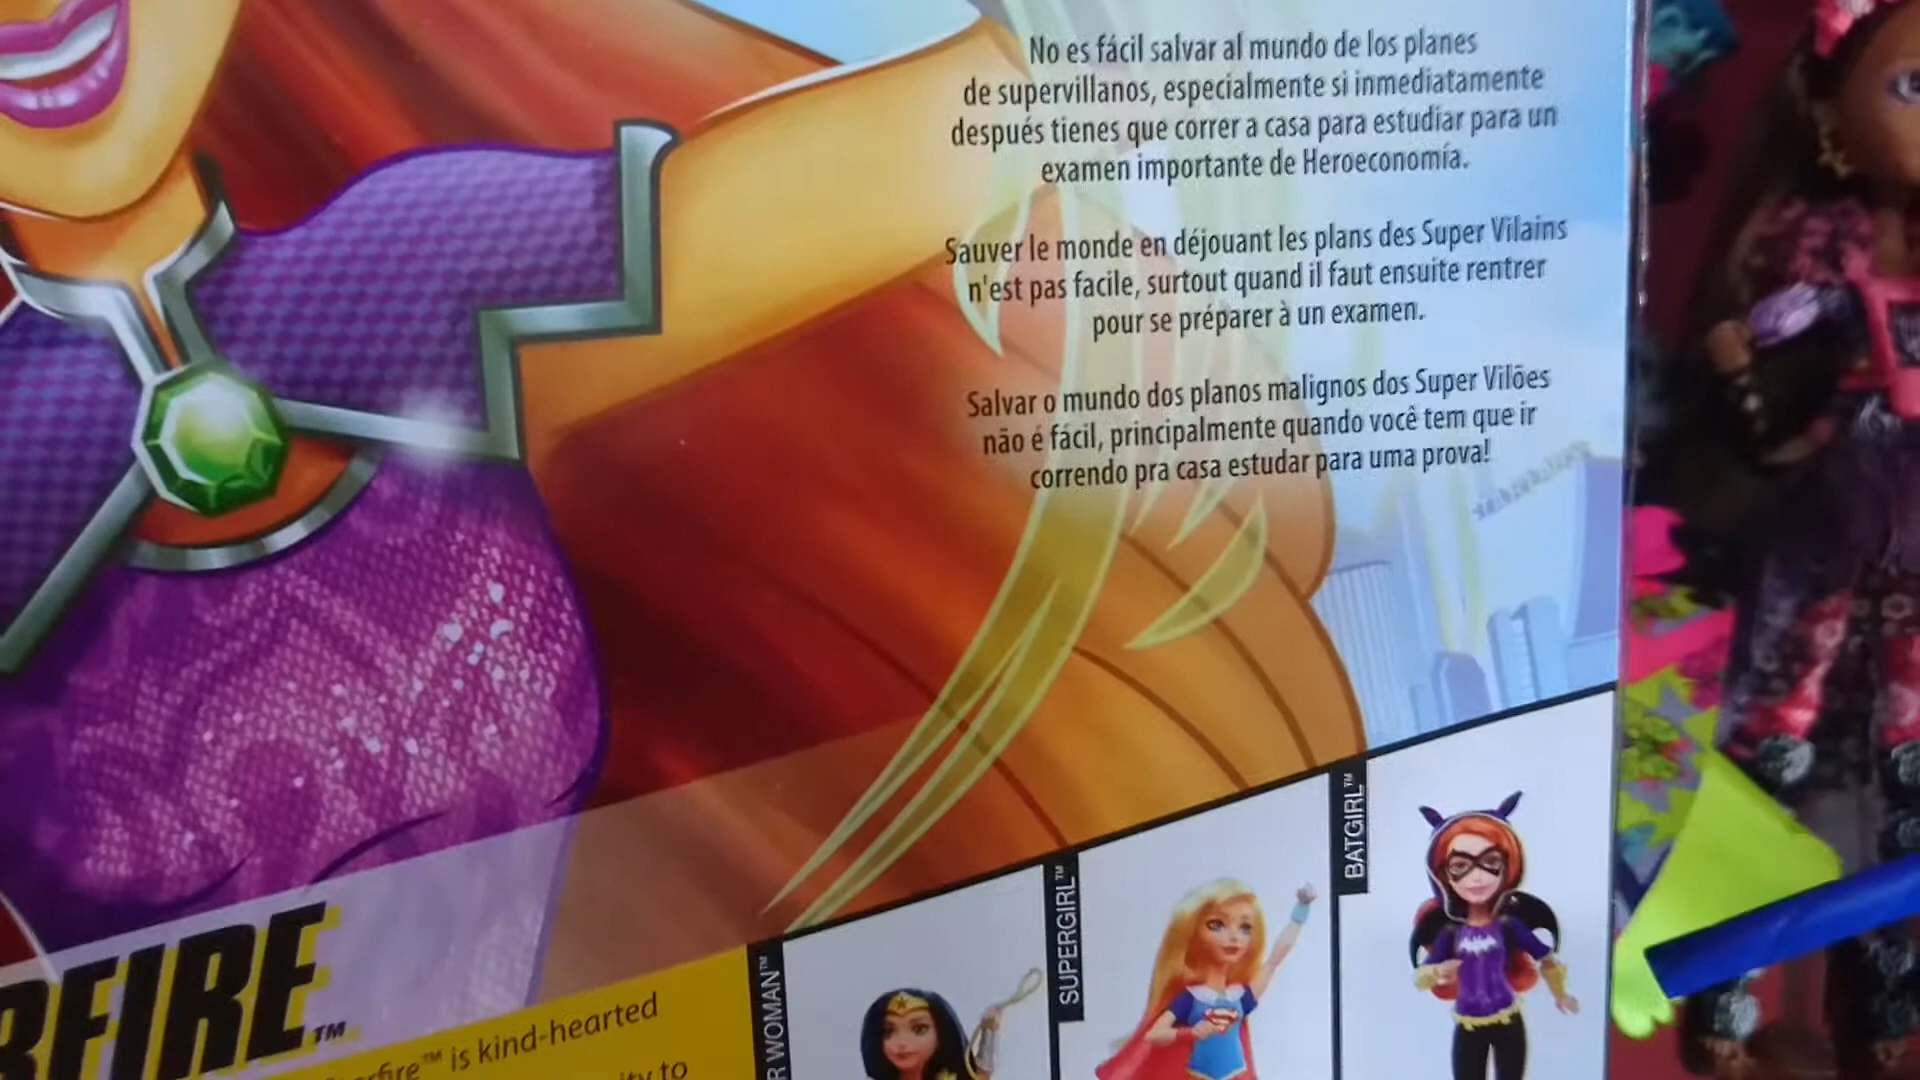 No es fácil salvar al mundo de los planes
de supervillanos, especialmente si inmediatamente
después tienes que correr a casa para estudiar para un
examen importante de Heroeconomía.
Sauver le monde en déjouant les plans des Super Vilains
n'est pas facile, surtout quand il faut ensuite rentrer
pour se préparer à un examen.
Salvar o mundo dos planos malignos dos Super Vilões
não é fácil, principalmente quando você tem que ir
correndo pra casa estudar para uma prova!
BATGIRL™
SUPERGIRL™
R WOMAN™
RFIRE™
rfire™ is kind-hearted
ity to